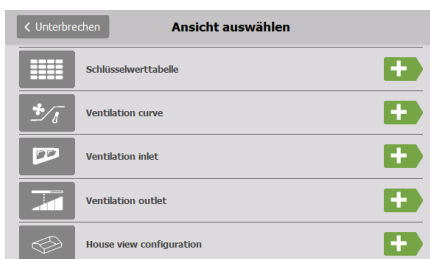 Unterbrechen
Ansicht auswählen
Schlüsselwerttabelle
Ventilation curve
Ventilation inlet
Ventilation outlet
House view configuration